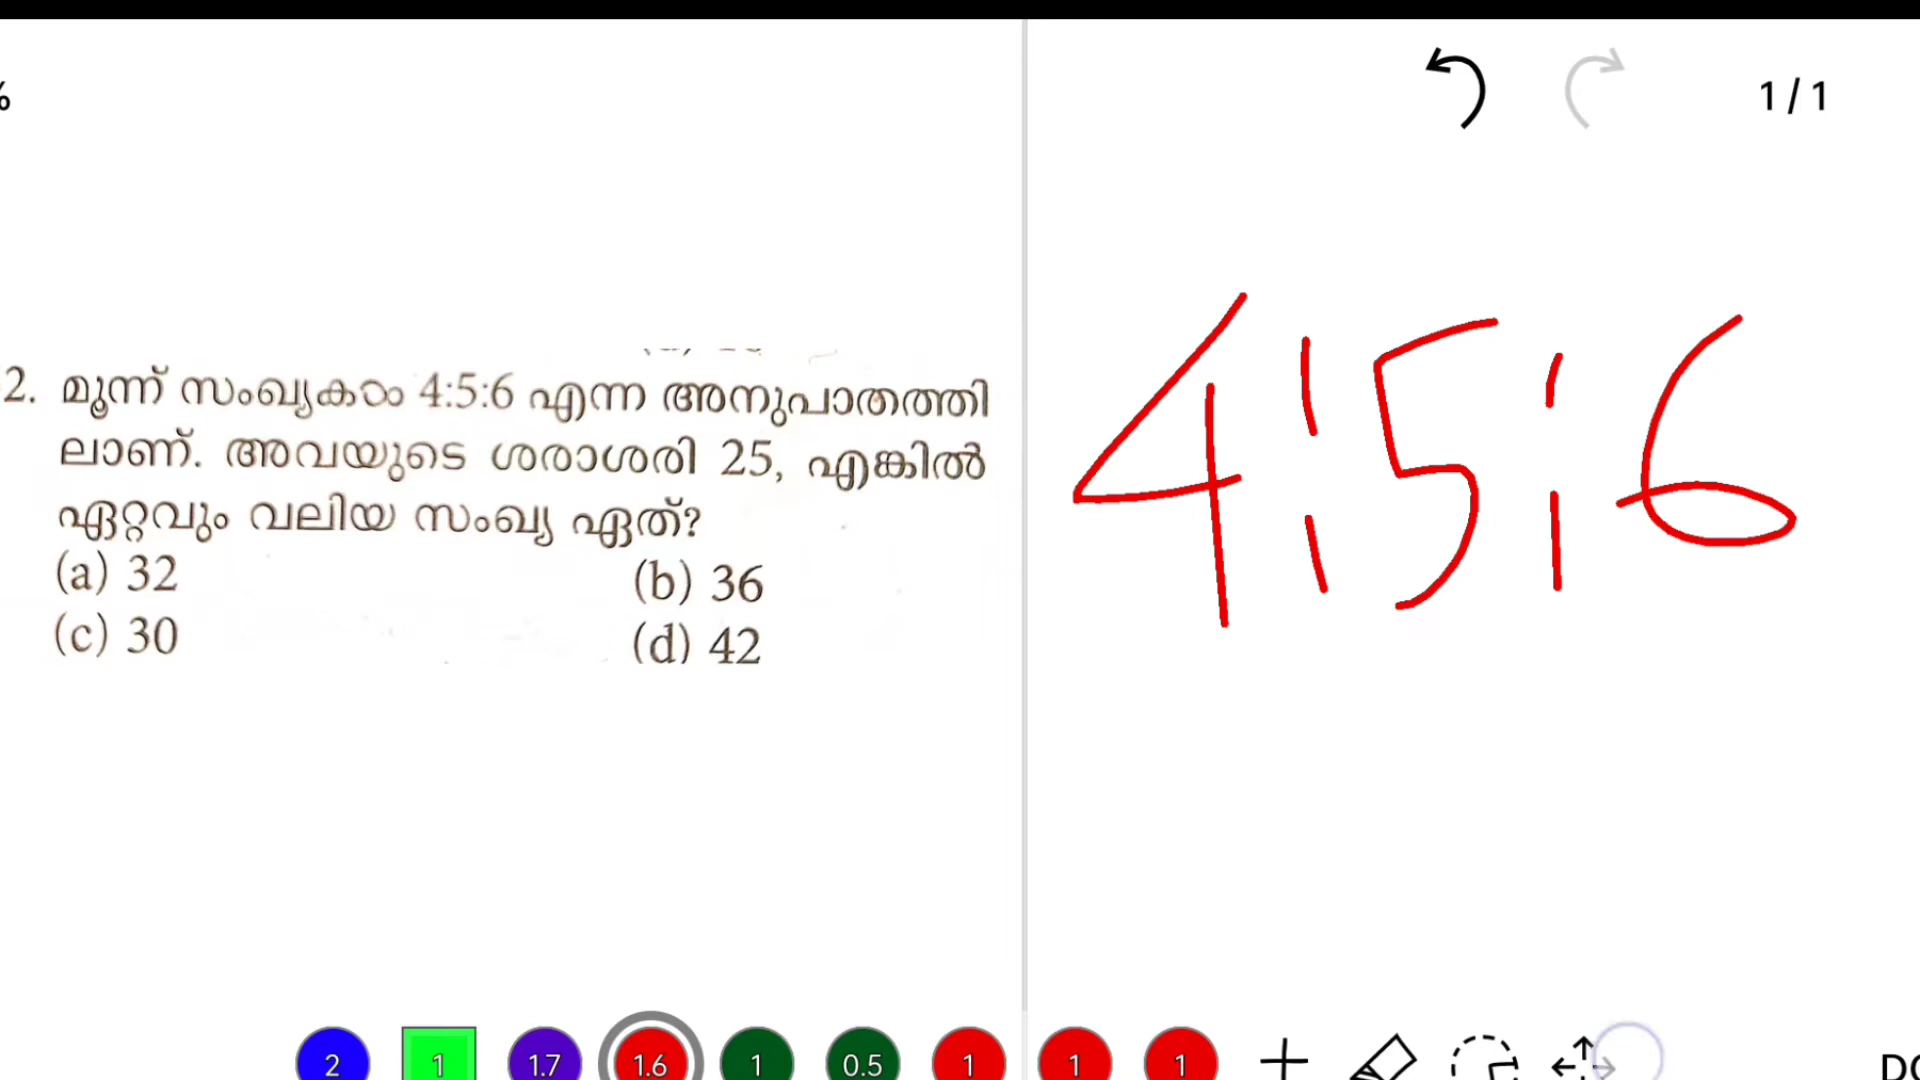 1/1
2. മൂന്ന് സംഖ്യകൾ 4:5:6 എന്ന അനുപാതത്തി
ലാണ്. അവയുടെ ശരാശരി 25, എങ്കിൽ
ഏറ്റവും വലിയ സംഖ്യ ഏത്?
(a) 32 (b) 36
(c) 30 (d) 42
4:5:6
2 1 1.7 1.6 1 0.5 1 1 1